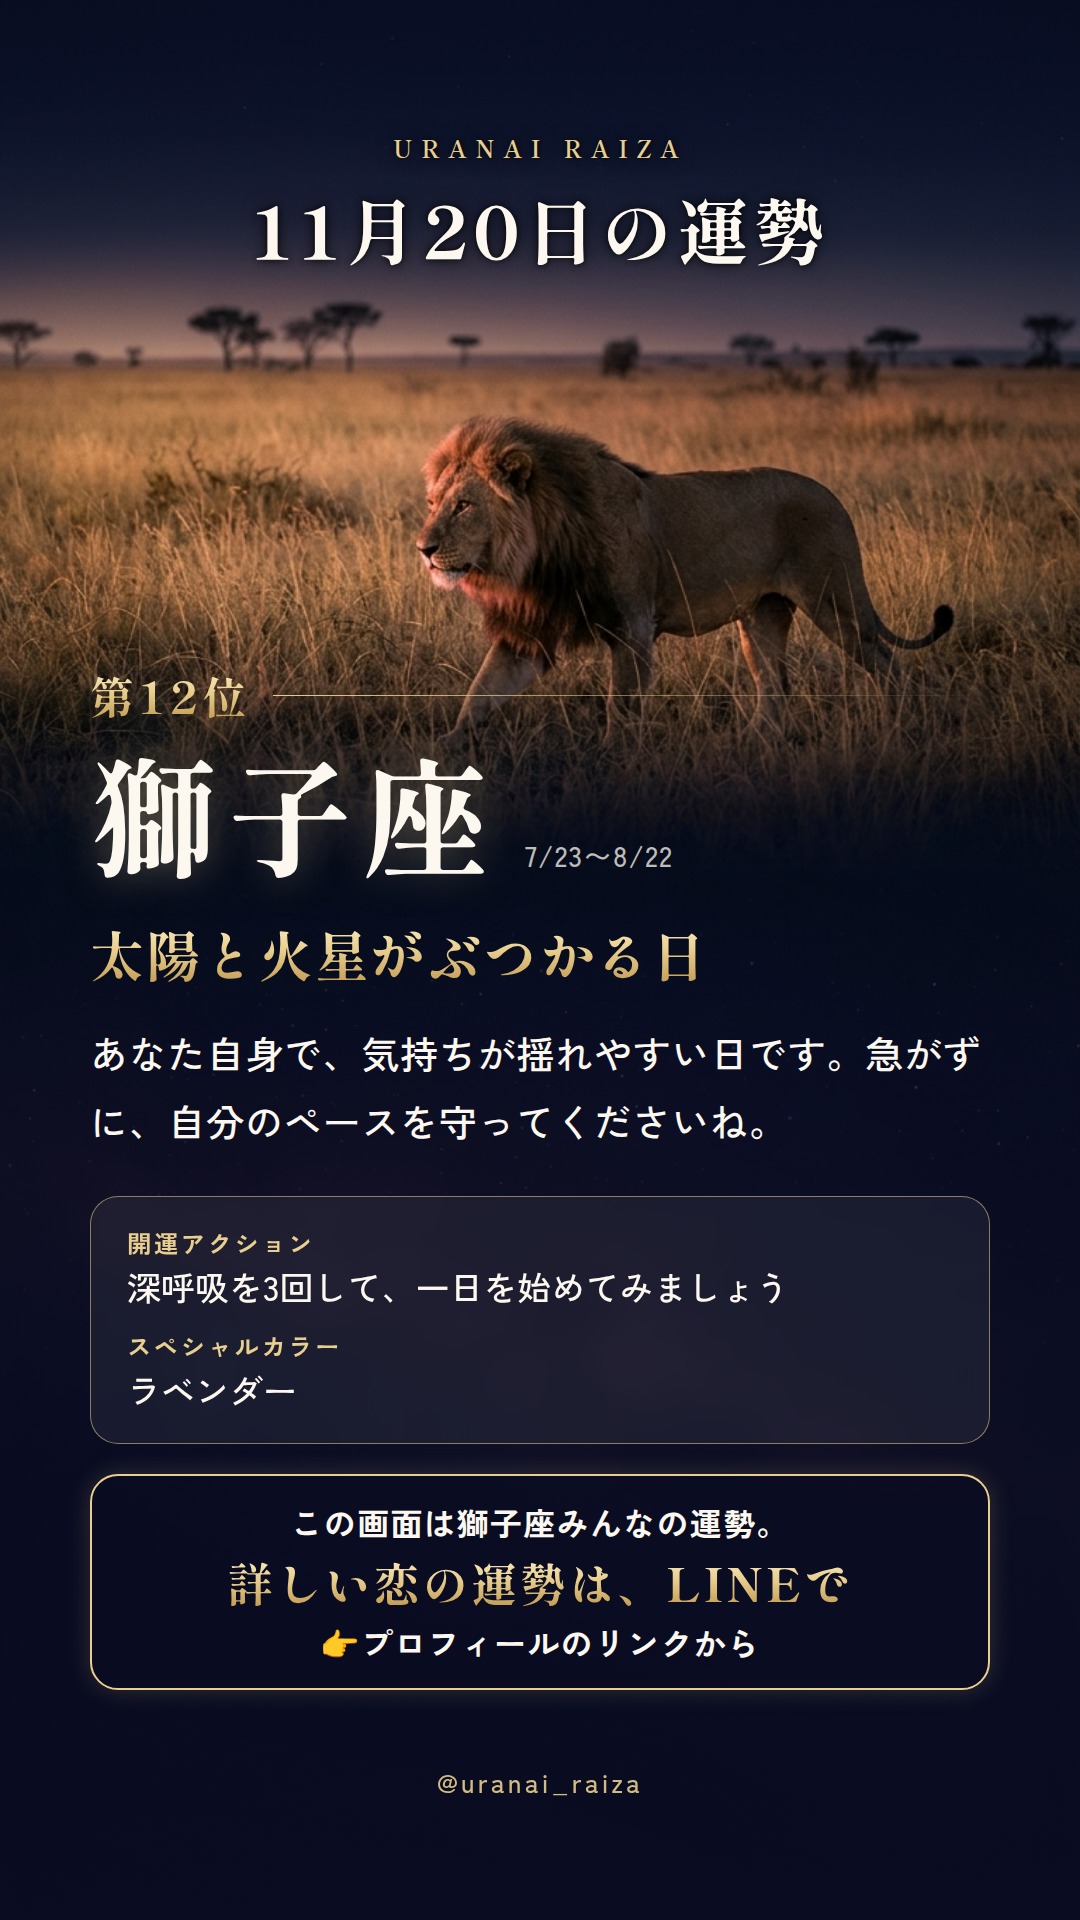 URANAI RAIZA
11月20日の運勢
第12位
獅子座 7/23〜8/22
太陽と火星がぶつかる日
あなた自身で、気持ちが揺れやすい日です。急がず
に、自分のペースを守ってくださいね。
開運アクション
深呼吸を3回して、一日を始めてみましょう
スペシャルカラー
ラベンダー
この画面は獅子座みんなの運勢。
詳しい恋の運勢は、LINEで
👉プロフィールのリンクから
@uranai_raiza